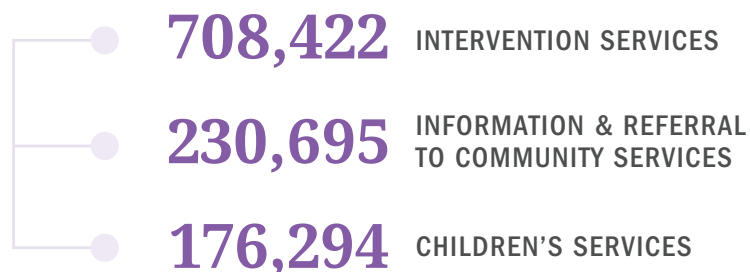 708,422 INTERVENTION SERVICES
230,695 INFORMATION & REFERRAL
TO COMMUNITY SERVICES
176,294 CHILDREN'S SERVICES